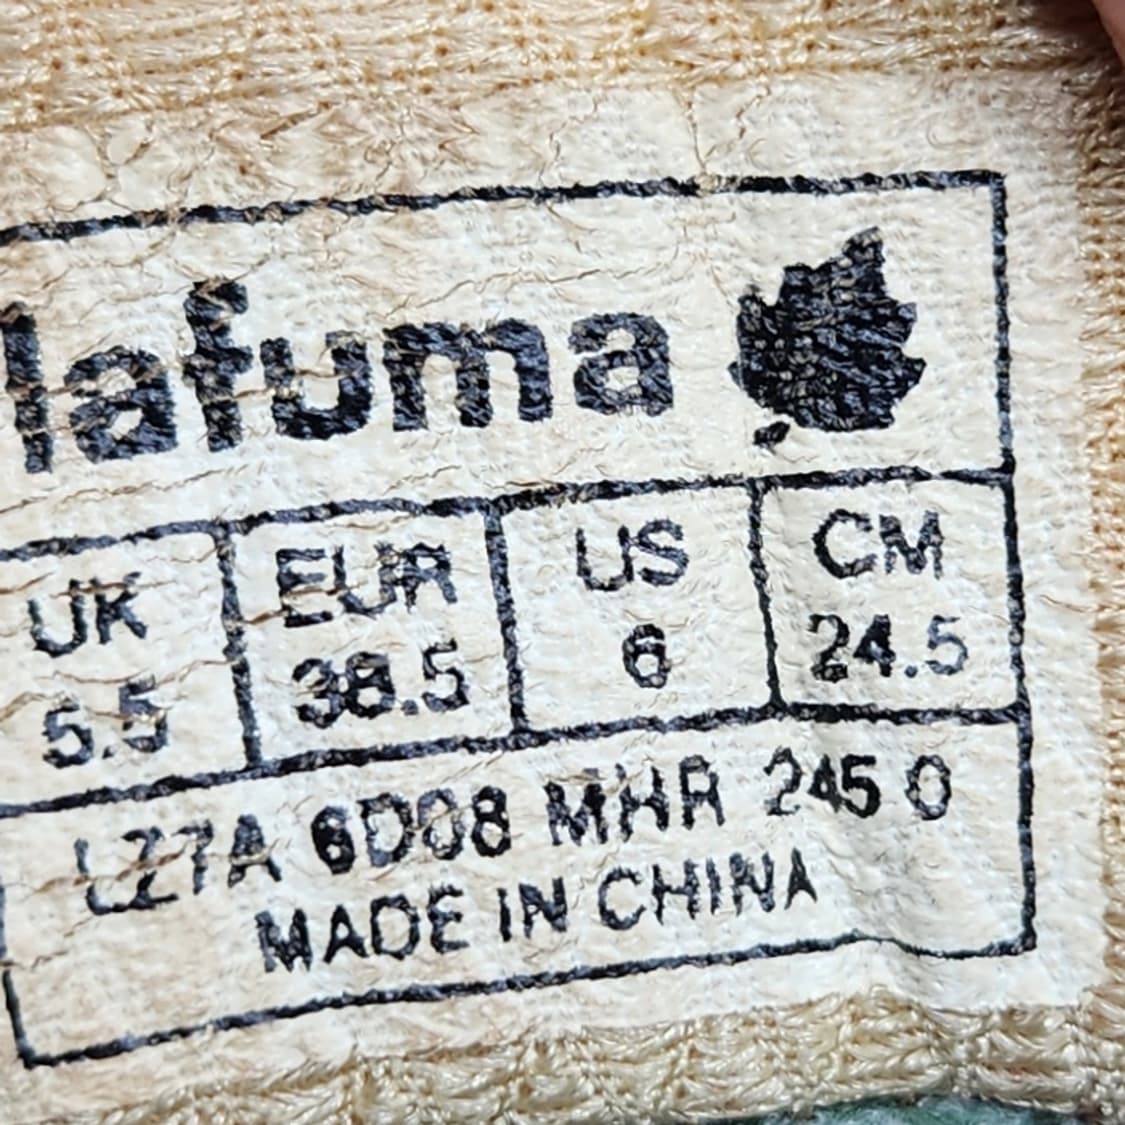 lafuma
UK EUR US CM
5.5 38.5 6 24.5
LZ7A 6D08 MHR 245 0
MADE IN CHINA